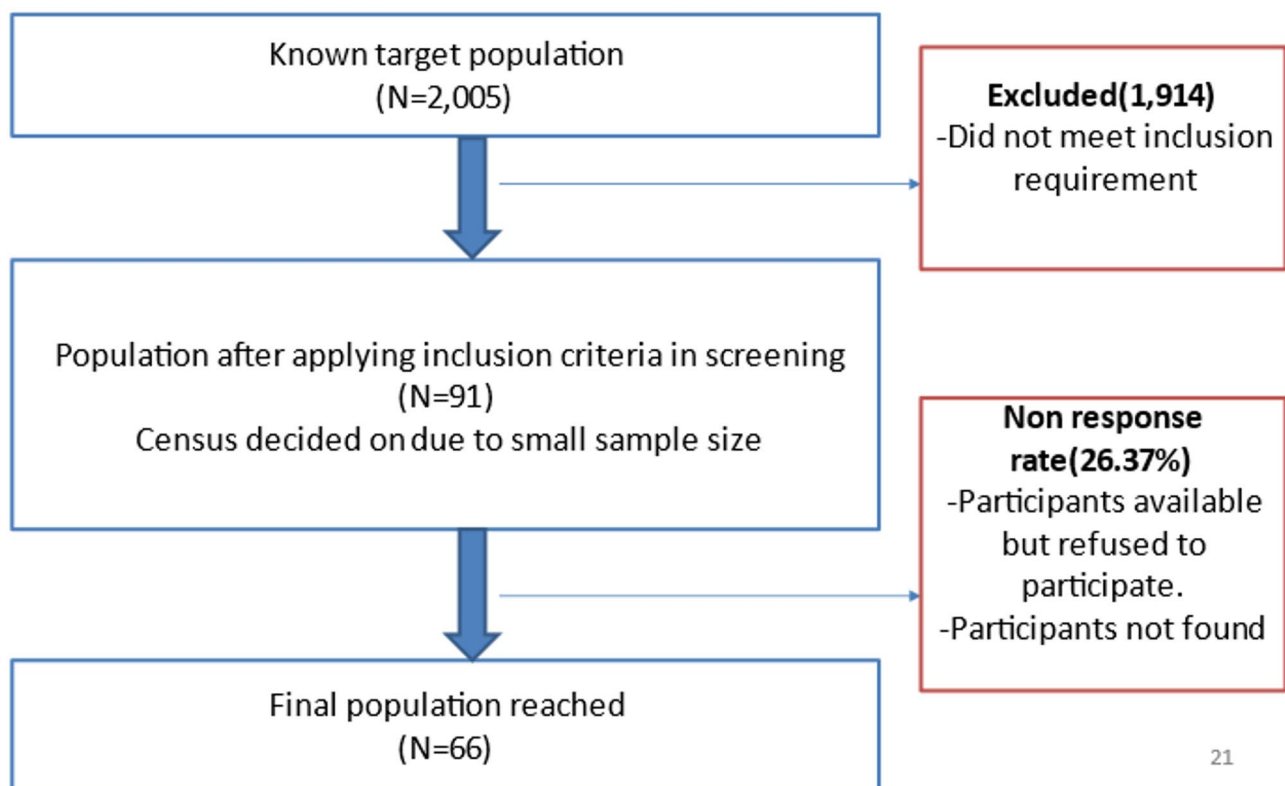 Known target population
(N=2,005)
Excluded(1,914)
-Did not meet inclusion
requirement
Population after applying inclusion criteria in screening
(N=91)
Census decided on due to small sample size
Non response
rate(26.37%)
-Participants available
but refused to
participate.
-Participants not found
Final population reached
(N=66)
21